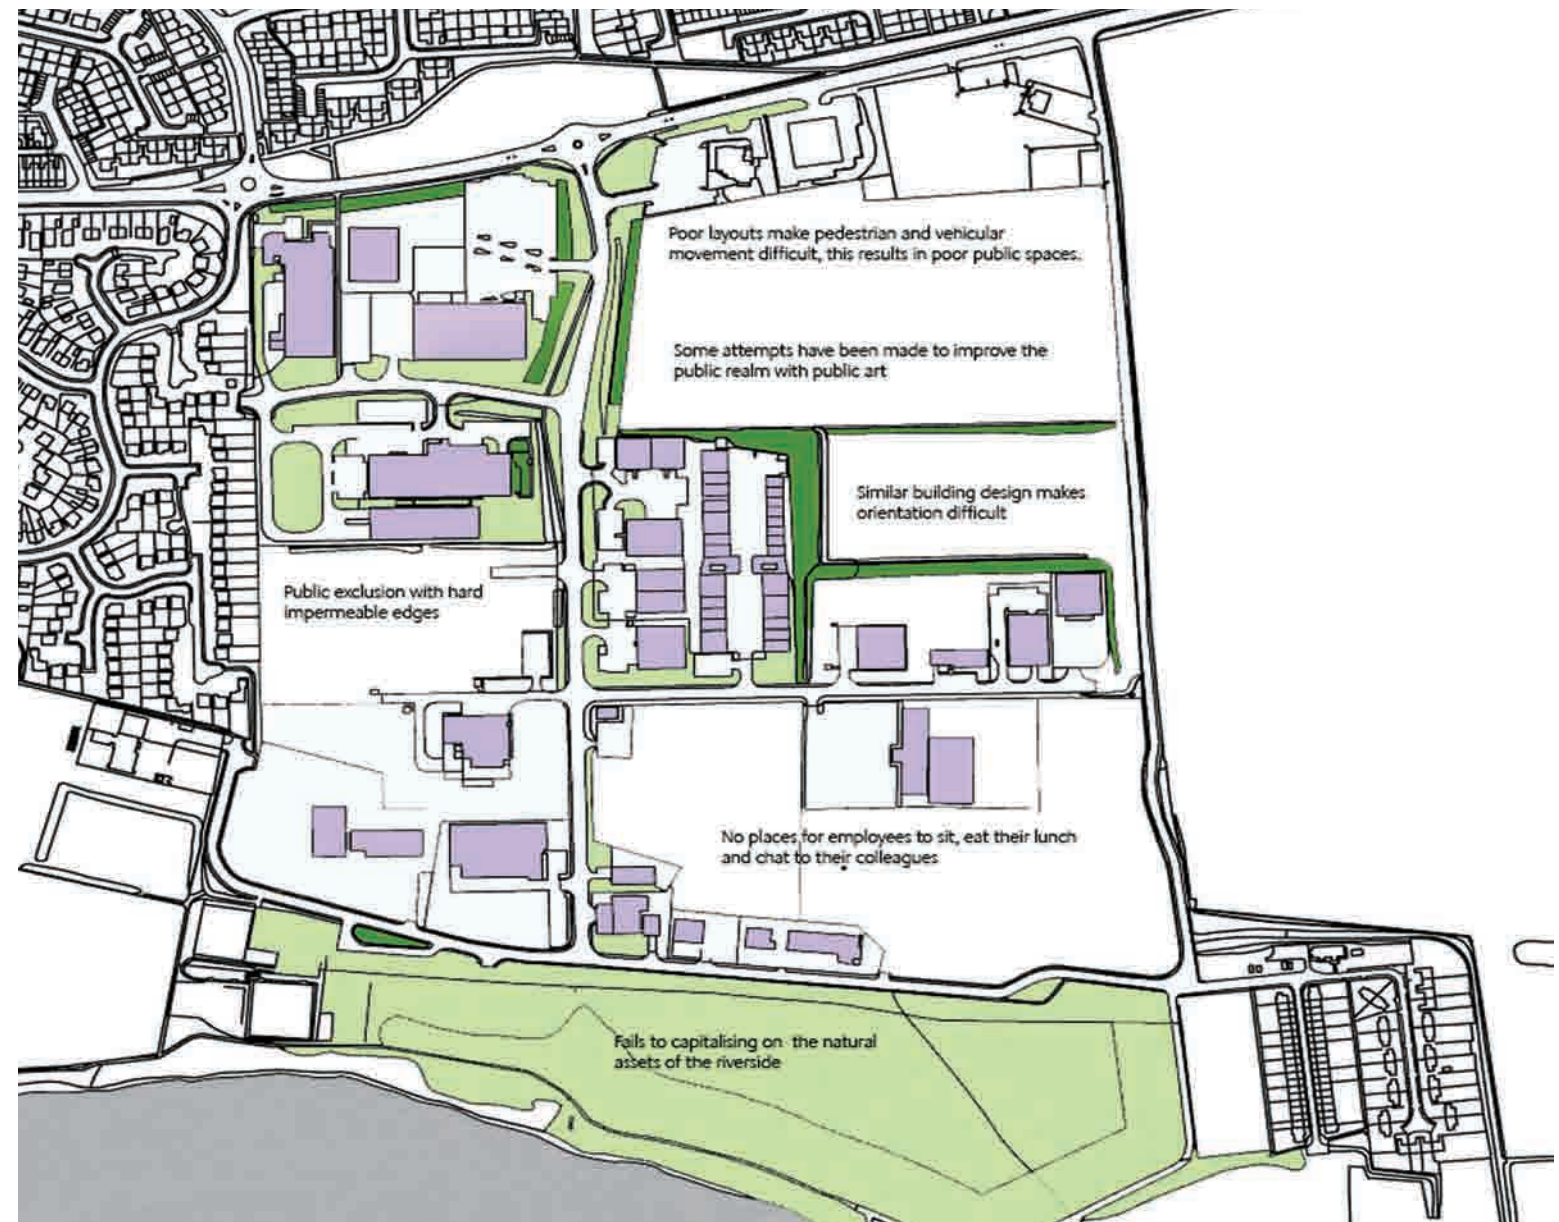 Poor layouts make pedestrian and vehicular
movement difficult, this results in poor public spaces.
Some attempts have been made to improve the
public realm with public art
Similar building design makes
orientation difficult
Public exclusion with hard
impermeable edges
No places for employees to sit, eat their lunch
and chat to their colleagues
Fails to capitalising on the natural
assets of the riverside